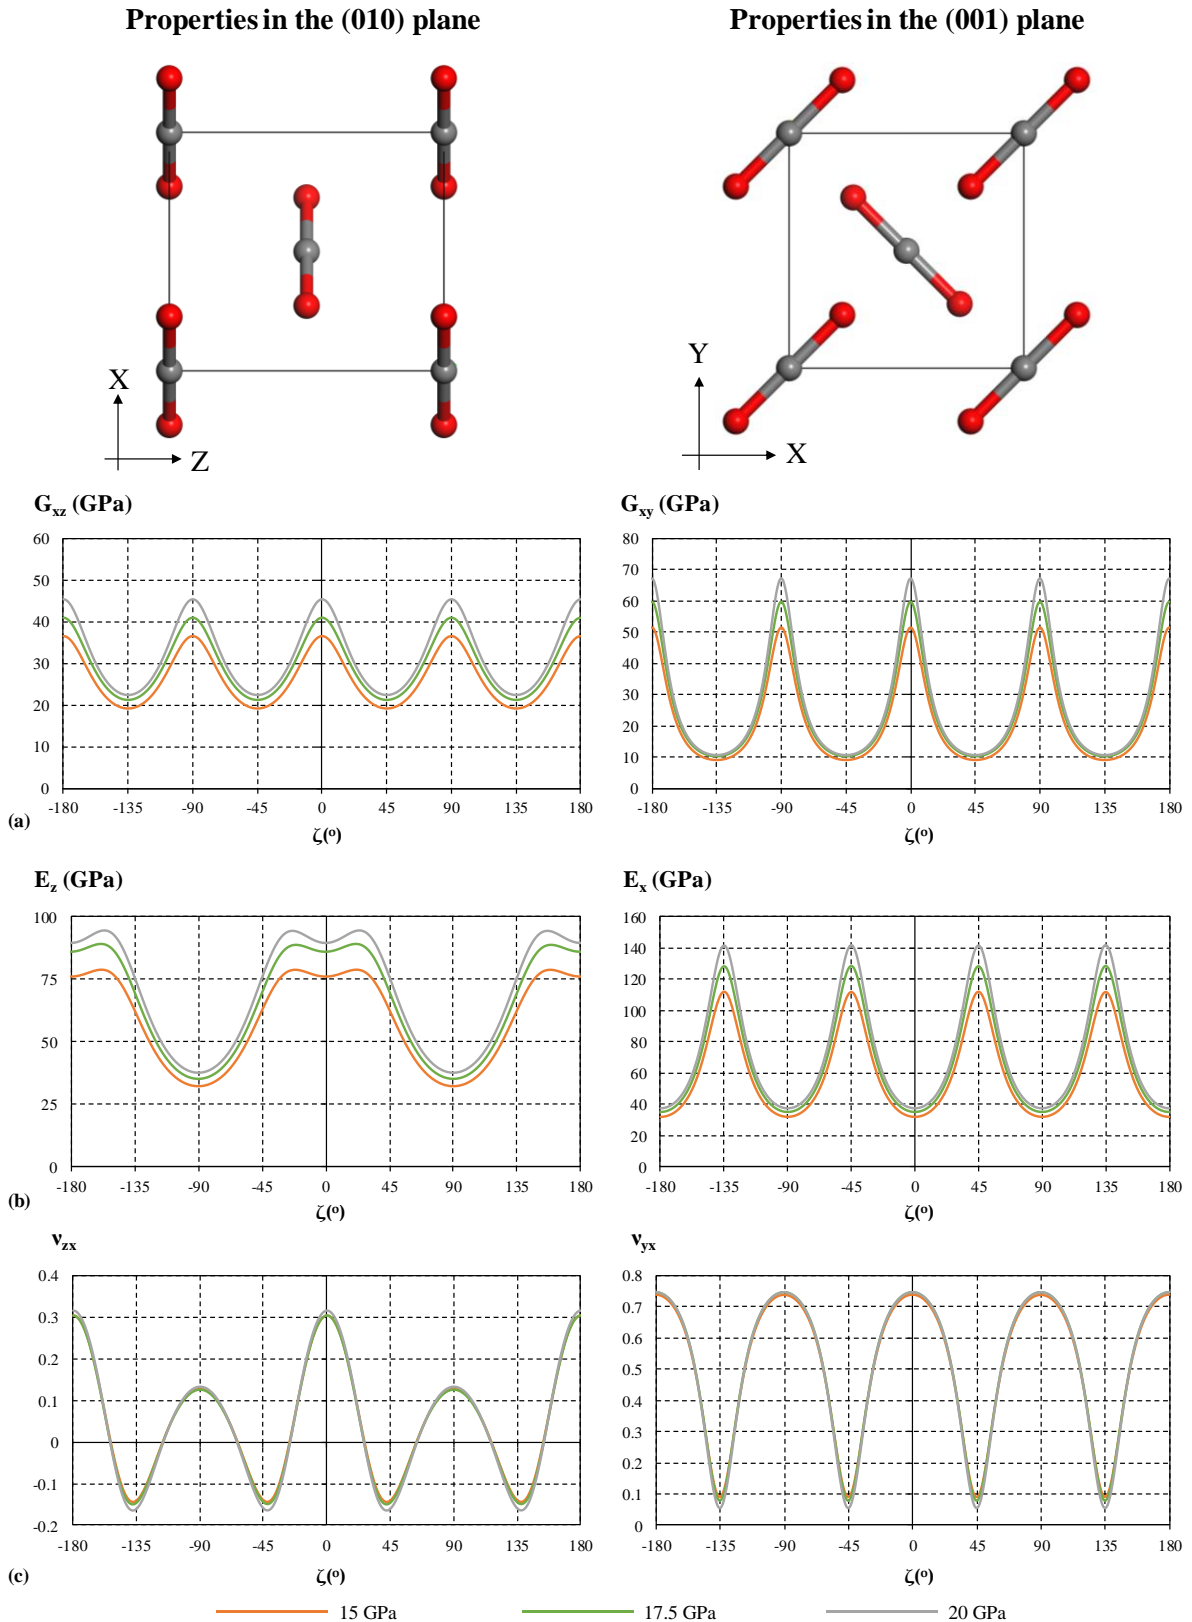 Properties in the (010) plane
Properties in the (001) plane
X
Z
Y
X
G_xz (GPa)
60
50
40
30
20
10
0
-180 -135 -90 -45 0 45 90 135 180
ζ(º)
G_xy (GPa)
80
70
60
50
40
30
20
10
0
-180 -135 -90 -45 0 45 90 135 180
ζ(º)
(a)
E_z (GPa)
100
75
50
25
0
-180 -135 -90 -45 0 45 90 135 180
ζ(º)
E_x (GPa)
160
140
120
100
80
60
40
20
0
-180 -135 -90 -45 0 45 90 135 180
ζ(º)
(b)
ν_zx
0.4
0.3
0.2
0.1
0
-0.1
-0.2
-180 -135 -90 -45 0 45 90 135 180
ζ(º)
ν_yx
0.8
0.7
0.6
0.5
0.4
0.3
0.2
0.1
0
-180 -135 -90 -45 0 45 90 135 180
ζ(º)
(c)
15 GPa
17.5 GPa
20 GPa